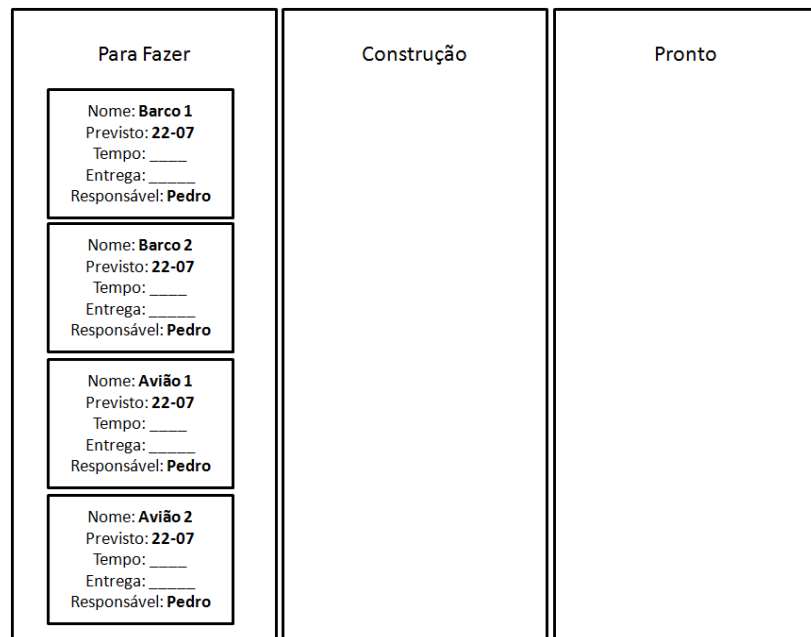 Para Fazer
Construção
Pronto
Nome: Barco 1
Previsto: 22-07
Tempo: ____
Entrega: _____
Responsável: Pedro
Nome: Barco 2
Previsto: 22-07
Tempo: ____
Entrega: _____
Responsável: Pedro
Nome: Avião 1
Previsto: 22-07
Tempo: ____
Entrega: _____
Responsável: Pedro
Nome: Avião 2
Previsto: 22-07
Tempo: ____
Entrega: _____
Responsável: Pedro